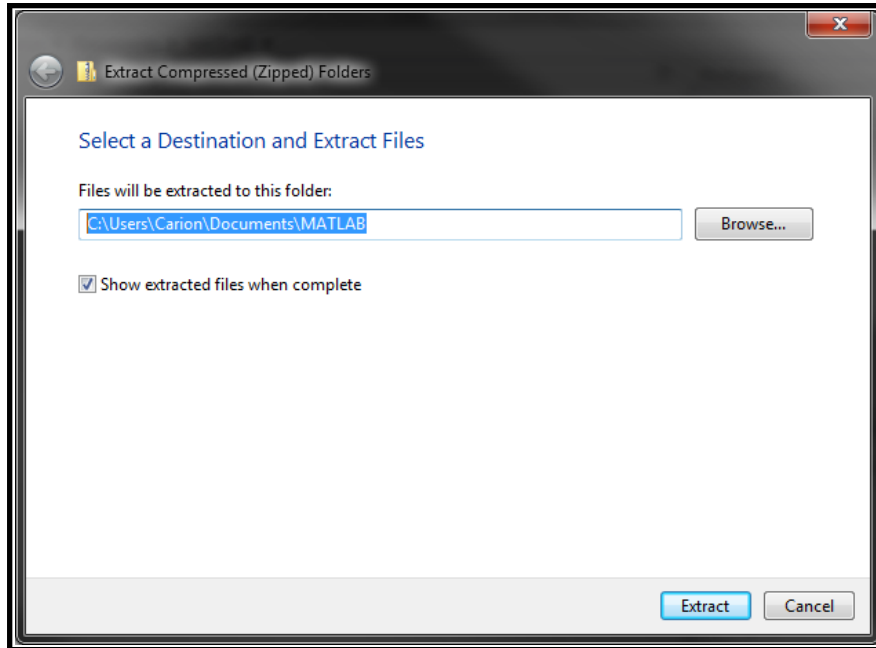 Extract Compressed (Zipped) Folders
Select a Destination and Extract Files
Files will be extracted to this folder:
C:\Users\Carion\Documents\MATLAB
Browse...
Show extracted files when complete
Extract
Cancel